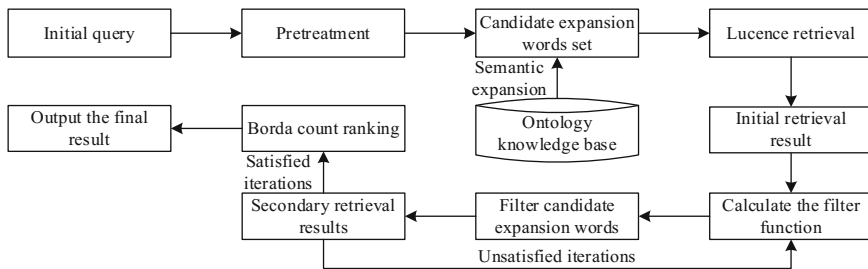 Initial query
Pretreatment
Candidate expansion
words set
Lucence retrieval
Semantic
expansion
Ontology
knowledge base
Output the final
result
Borda count ranking
Initial retrieval
result
Satisfied
iterations
Secondary retrieval
results
Filter candidate
expansion words
Calculate the filter
function
Unsatisfied iterations